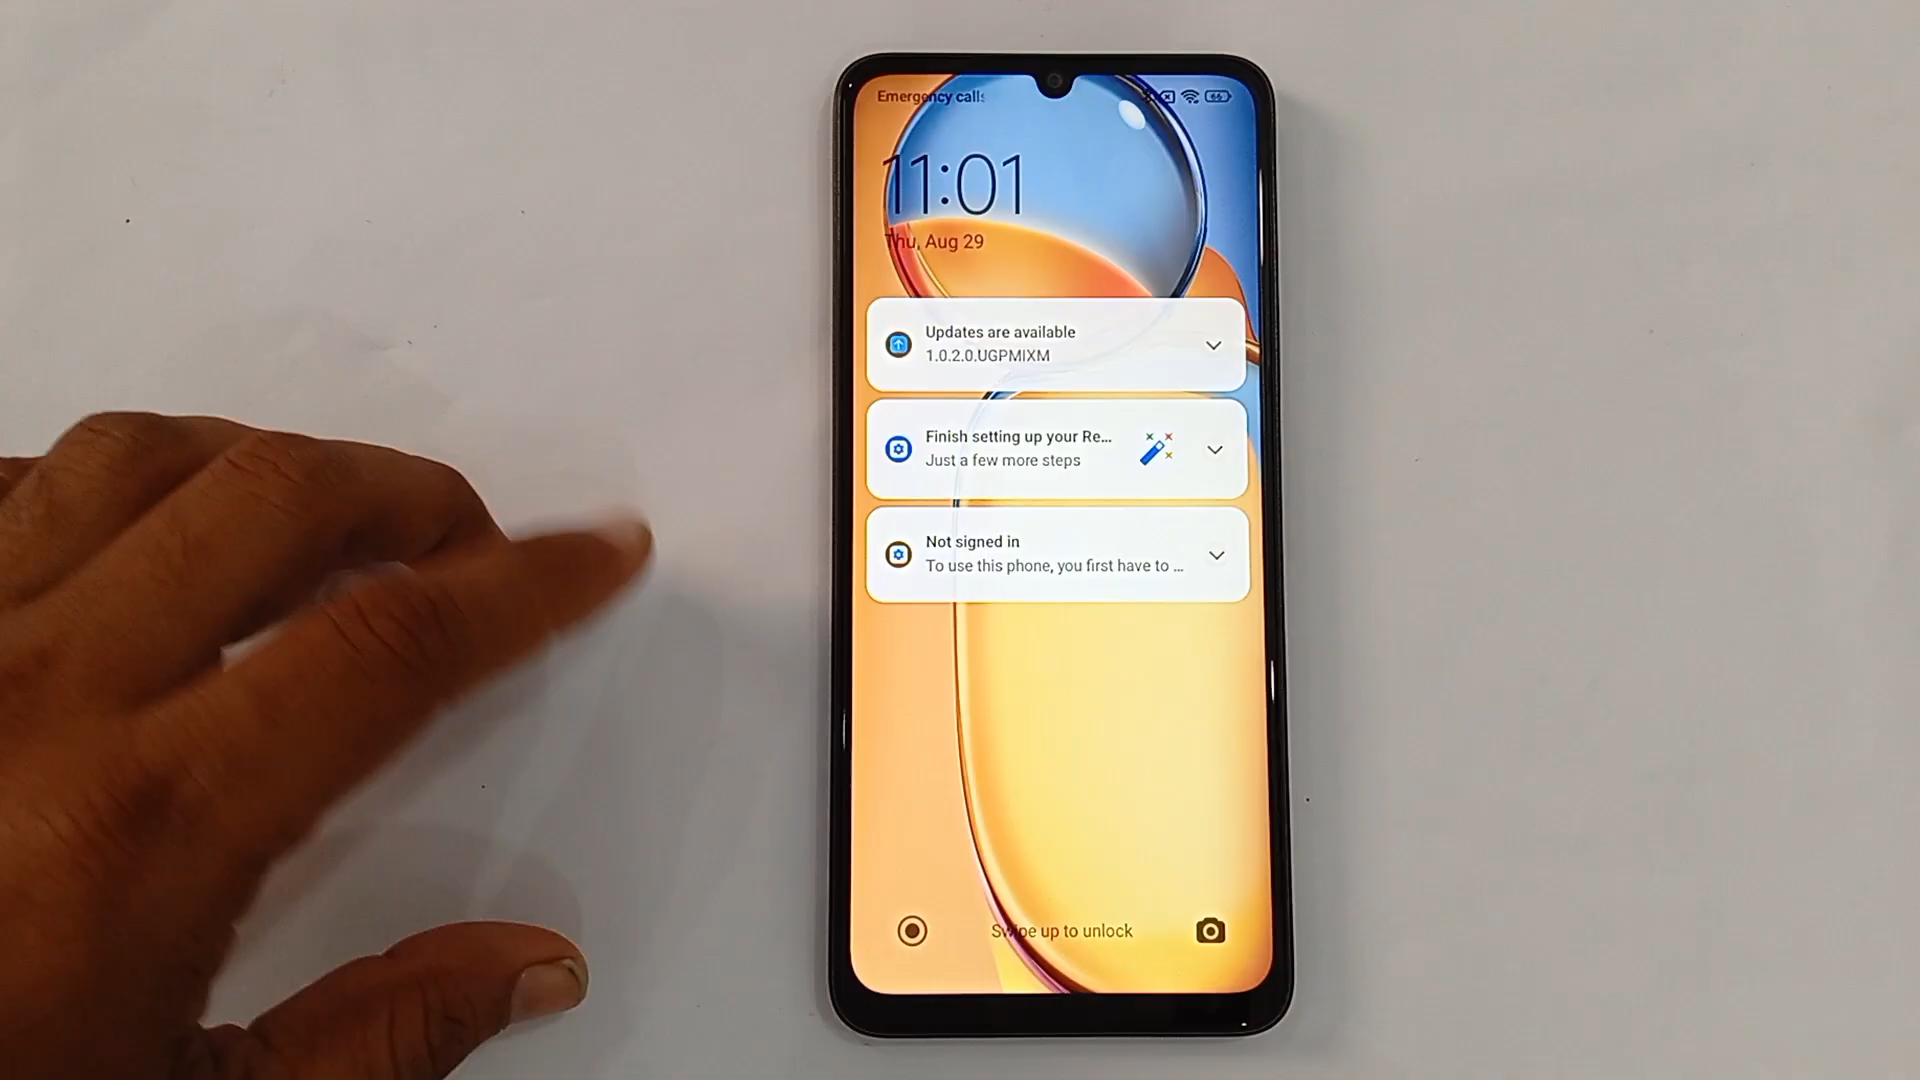 Emergency calls
66
11:01
Thu, Aug 29
Updates are available
1.0.2.0.UGPMIXM
Finish setting up your Re...
Just a few more steps
Not signed in
To use this phone, you first have to ...
Swipe up to unlock